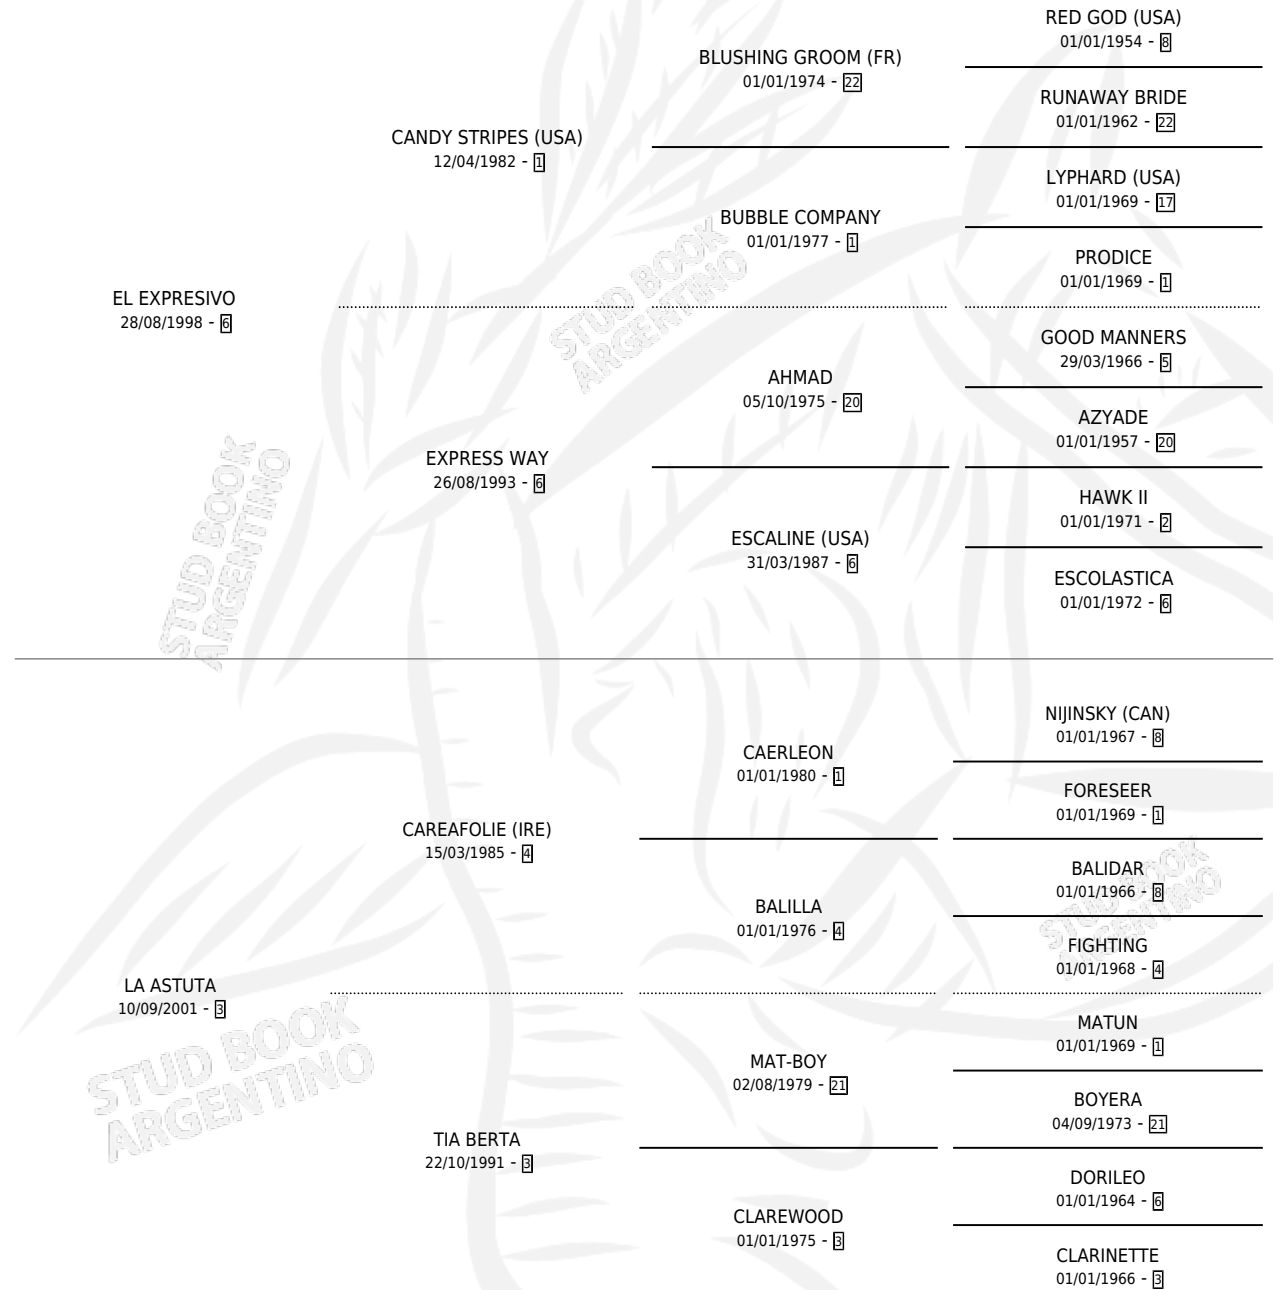 RED GOD (USA)
01/01/1954 - 8
BLUSHING GROOM (FR)
01/01/1974 - 22
RUNAWAY BRIDE
01/01/1962 - 22
CANDY STRIPES (USA)
12/04/1982 - 1
LYPHARD (USA)
01/01/1969 - 17
BUBBLE COMPANY
01/01/1977 - 1
PRODICE
01/01/1969 - 1
EL EXPRESIVO
28/08/1998 - 6
STUD BOOK
ARGENTINO
GOOD MANNERS
29/03/1966 - 5
AHMAD
05/10/1975 - 20
AZYADE
01/01/1957 - 20
EXPRESS WAY
26/08/1993 - 6
HAWK II
01/01/1971 - 2
ESCALINE (USA)
31/03/1987 - 6
ESCOLASTICA
01/01/1972 - 6
STUD BOOK
ARGENTINO
NIJINSKY (CAN)
01/01/1967 - 8
CAERLEON
01/01/1980 - 1
FORESEER
01/01/1969 - 1
CAREAFOLIE (IRE)
15/03/1985 - 4
BALIDAR
01/01/1966 - 8
BALILLA
01/01/1976 - 4
FIGHTING
01/01/1968 - 4
STUD BOOK
ARGENTINO
LA ASTUTA
10/09/2001 - 3
MATUN
01/01/1969 - 1
MAT-BOY
02/08/1979 - 21
BOYERA
04/09/1973 - 21
STUD BOOK
ARGENTINO
TIA BERTA
22/10/1991 - 3
DORILEO
01/01/1964 - 6
CLAREWOOD
01/01/1975 - 3
CLARINETTE
01/01/1966 - 3